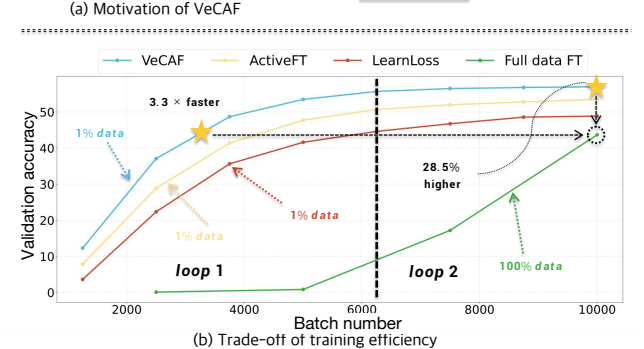 (a) Motivation of VeCAF
VeCAF ActiveFT LearnLoss Full data FT
3.3 × faster
1% data
1% data
1% data
28.5%
higher
100% data
loop 1
loop 2
Validation accuracy
50
40
30
20
10
0
2000 4000 6000 8000 10000
Batch number
(b) Trade-off of training efficiency